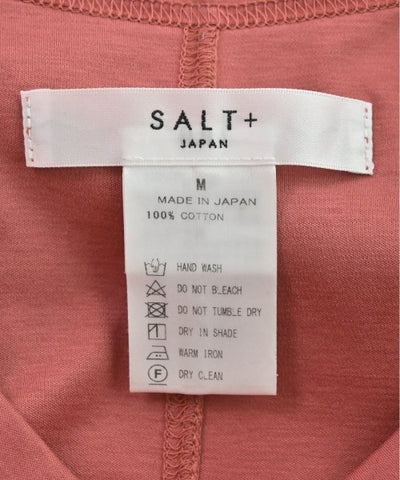 SALT+
JAPAN
M
MADE IN JAPAN
100% COTTON
HAND WASH
DO NOT BLEACH
DO NOT TUMBLE DRY
DRY IN SHADE
WARM IRON
F DRY CLEAN